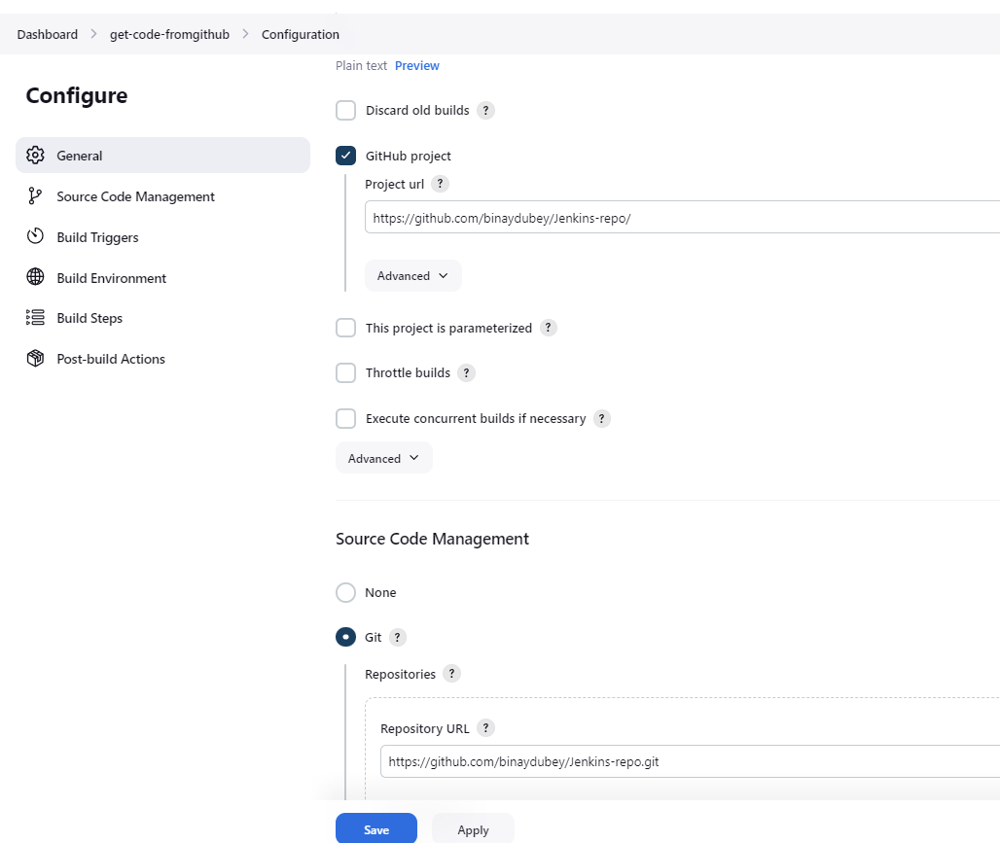 Dashboard > get-code-fromgithub > Configuration
Configure
General
Source Code Management
Build Triggers
Build Environment
Build Steps
Post-build Actions
Plain text Preview
Discard old builds ?
GitHub project
Project url ?
https://github.com/binaydubey/Jenkins-repo/
Advanced
This project is parameterized ?
Throttle builds ?
Execute concurrent builds if necessary ?
Advanced
Source Code Management
None
Git ?
Repositories ?
Repository URL ?
https://github.com/binaydubey/Jenkins-repo.git
Save Apply